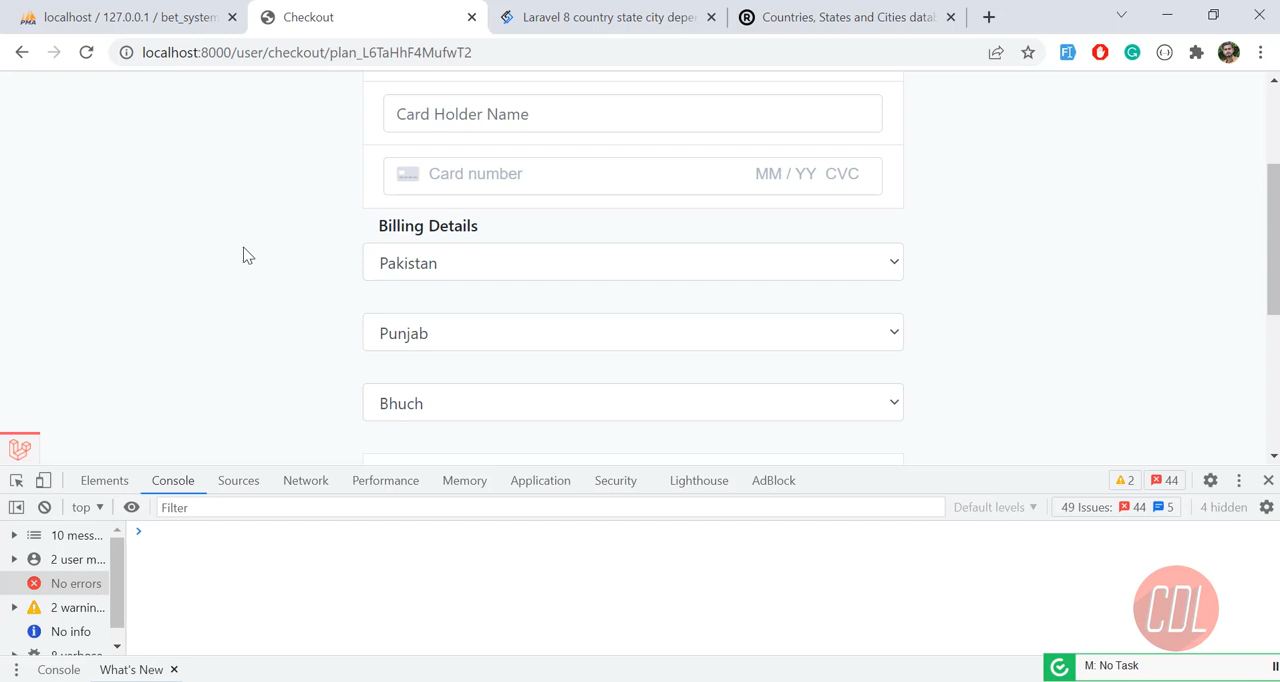 localhost / 127.0.0.1 / bet_system
Checkout
Laravel 8 country state city depe
Countries, States and Cities data
localhost:8000/user/checkout/plan_L6TaHhF4MufwT2
Card Holder Name
Card number MM / YY CVC
Billing Details
Pakistan
Punjab
Bhuch
Elements Console Sources Network Performance Memory Application Security Lighthouse AdBlock 2 44
top Filter Default levels 49 Issues: 44 5 4 hidden
10 mess...
2 user m...
No errors
2 warnin...
No info
8 verbose
CDL
M: No Task
Console What's New